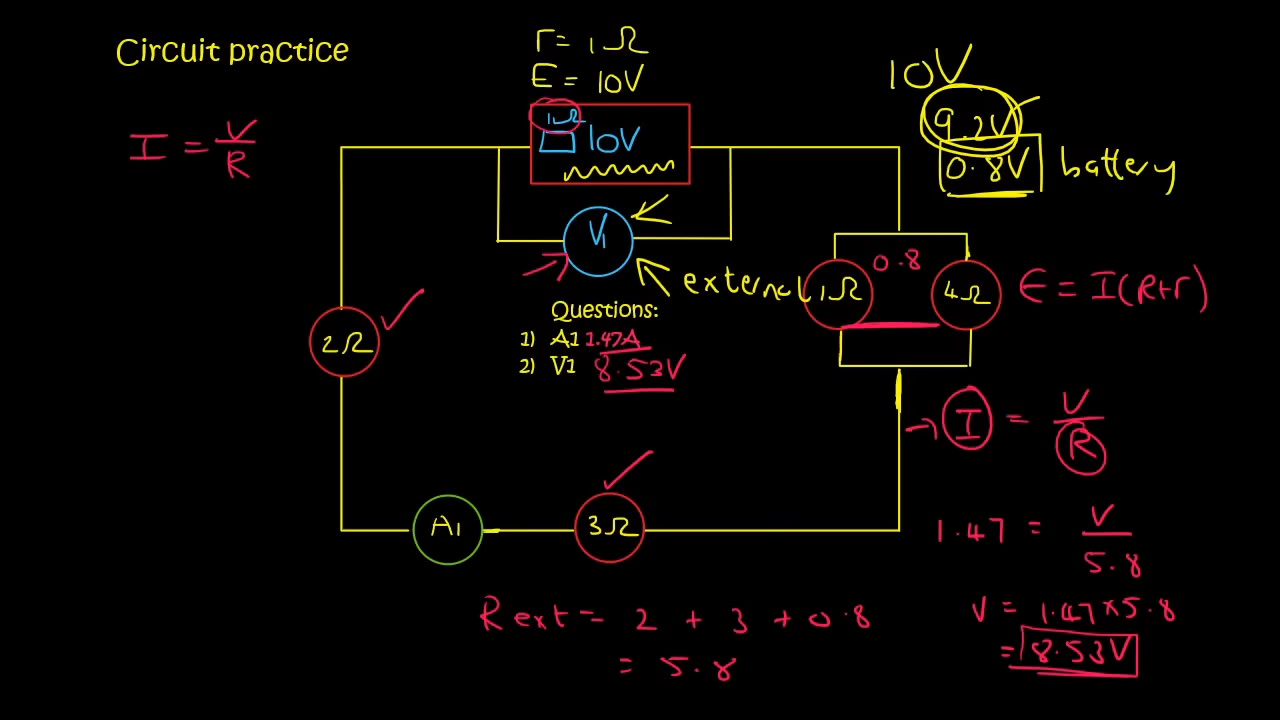 Circuit practice
r = 1Ω
E = 10V
I = V/R
1Ω
10V
V1
10V
9.2V
0.8V battery
external
1Ω
0.8
4Ω
E = I(R+r)
Questions:
1) A1 1.47A
2) V1 8.53V
2Ω
I = V/R
A1
3Ω
1.47 = V/5.8
R ext = 2 + 3 + 0.8
= 5.8
V = 1.47 × 5.8
= 8.53V